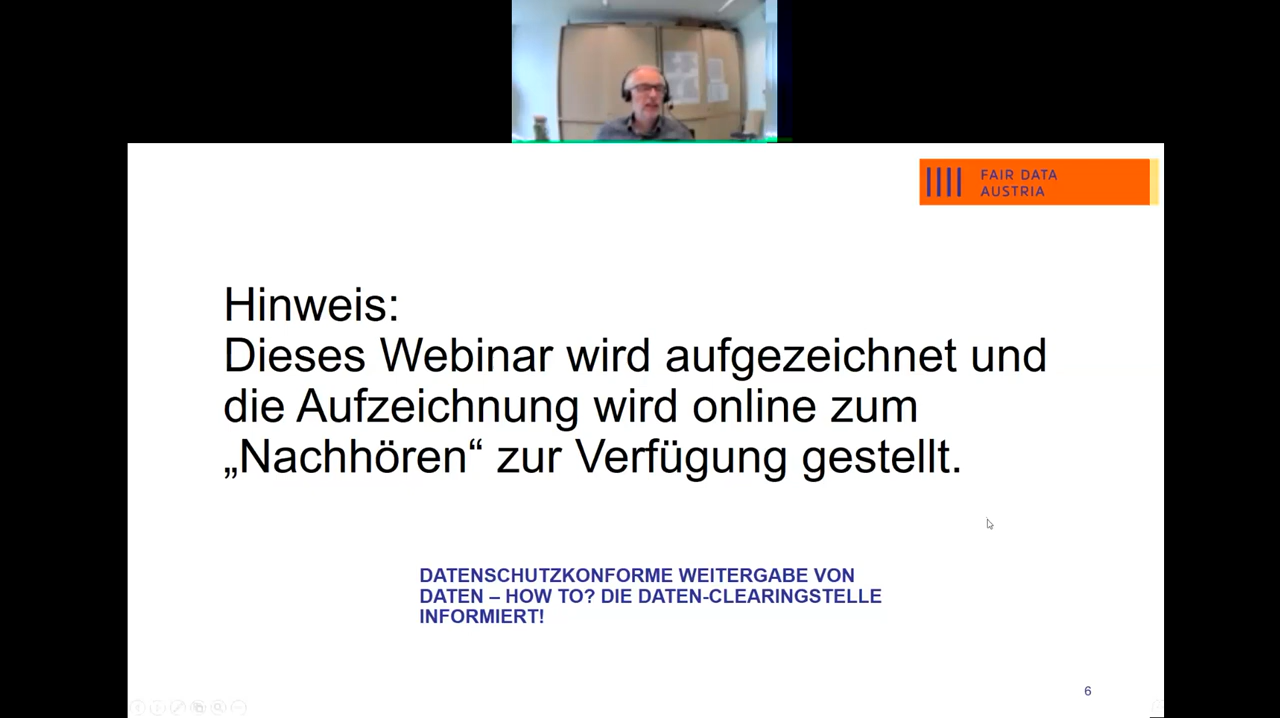 FAIR DATA
AUSTRIA
Hinweis:
Dieses Webinar wird aufgezeichnet und
die Aufzeichnung wird online zum
„Nachhören“ zur Verfügung gestellt.
DATENSCHUTZKONFORME WEITERGABE VON
DATEN – HOW TO? DIE DATEN-CLEARINGSTELLE
INFORMIERT!
6